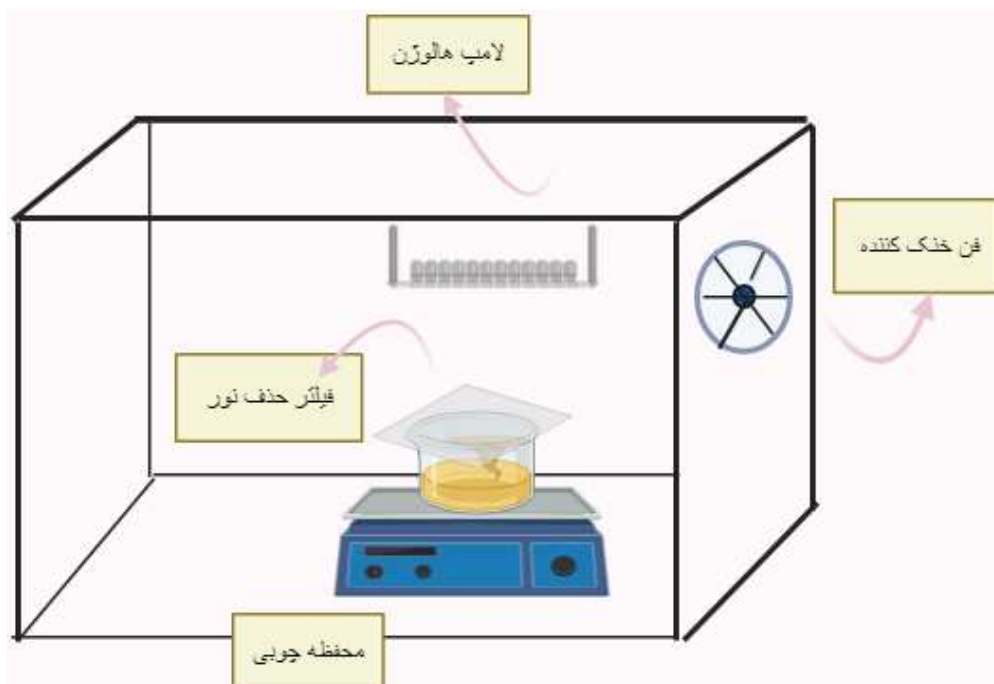 لامپ هالوژن
فن خنک کننده
فیلتر حذف نور
محفظه چوبی